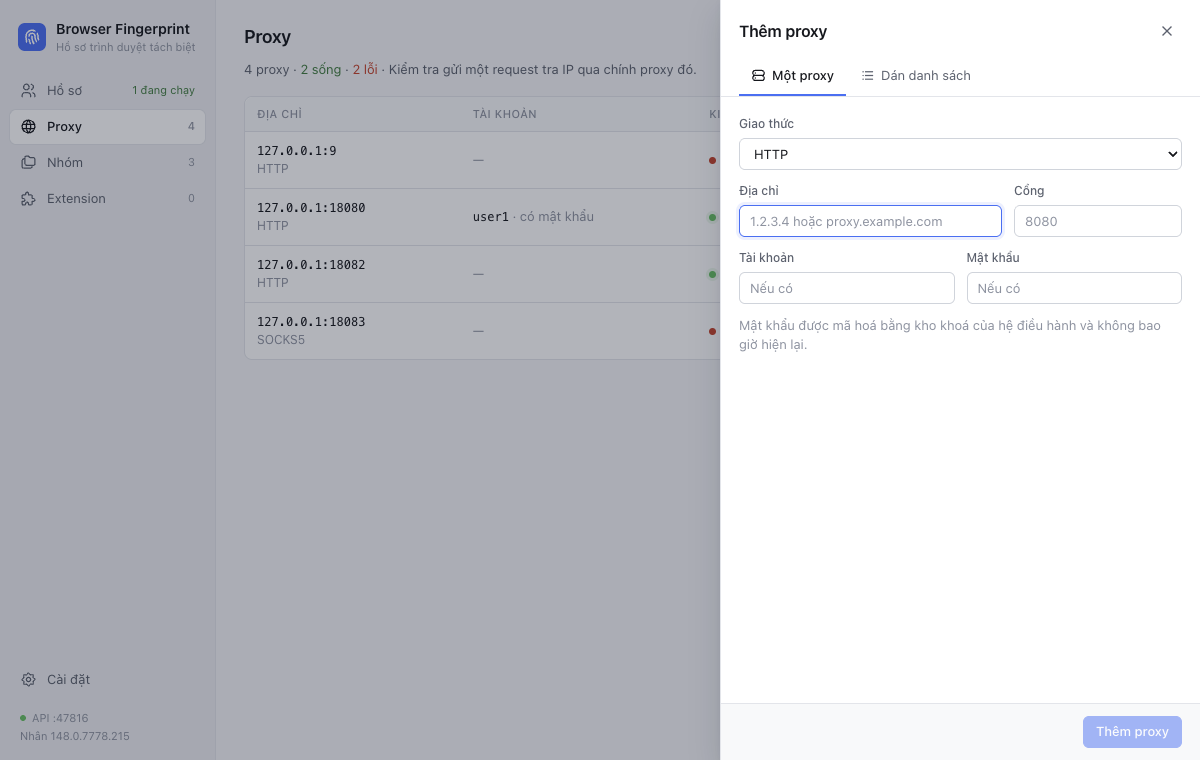 Browser Fingerprint
Hồ sơ trình duyệt tách biệt
Hồ sơ 1 đang chạy
Proxy 4
Nhóm 3
Extension 0
Cài đặt
API :47816
Nhân 148.0.7778.215
Proxy
4 proxy · 2 sống · 2 lỗi · Kiểm tra gửi một request tra IP qua chính proxy đó.
ĐỊA CHỈ TÀI KHOẢN
127.0.0.1:9 —
HTTP
127.0.0.1:18080 user1 · có mật khẩu
HTTP
127.0.0.1:18082 —
HTTP
127.0.0.1:18083 —
SOCKS5
Thêm proxy
Một proxy Dán danh sách
Giao thức
HTTP
Địa chỉ Cổng
1.2.3.4 hoặc proxy.example.com 8080
Tài khoản Mật khẩu
Nếu có Nếu có
Mật khẩu được mã hoá bằng kho khoá của hệ điều hành và không bao
giờ hiện lại.
Thêm proxy